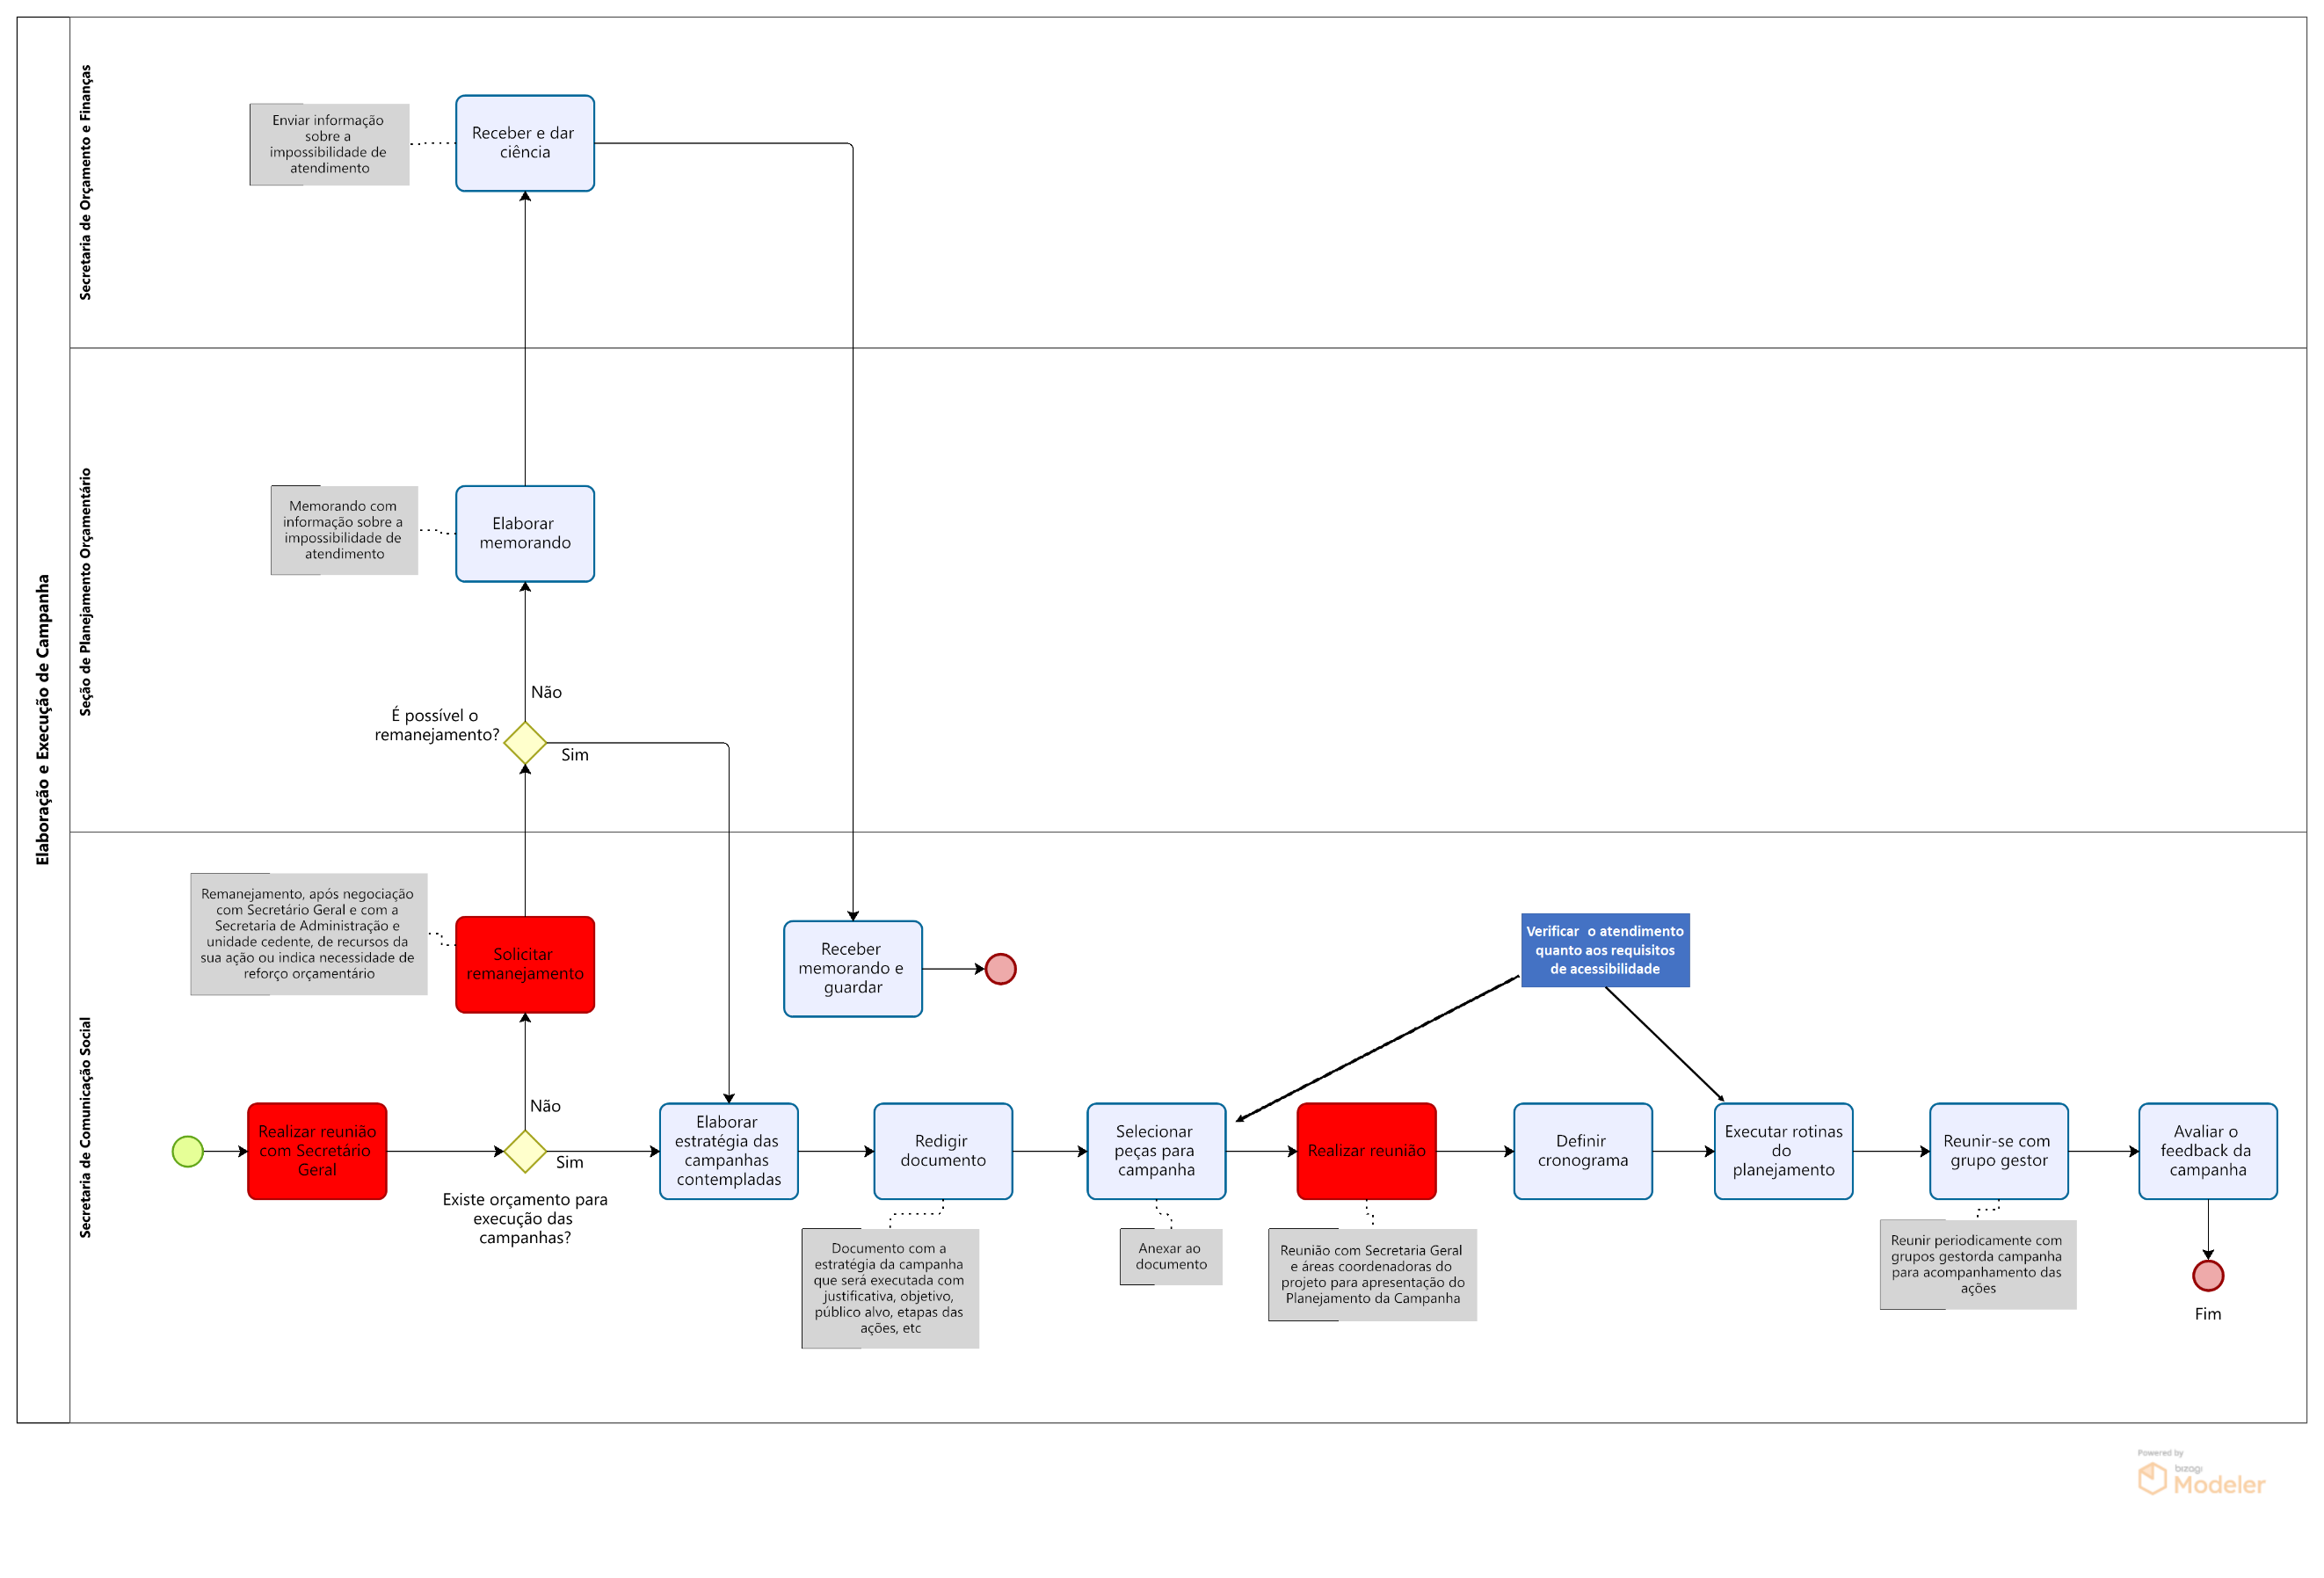 Elaboração e Execução de Campanha
Secretaria de Orçamento e Finanças
Enviar informação
sobre a
impossibilidade de
atendimento
Receber e dar
ciência
Seção de Planejamento Orçamentário
Memorando com
informação sobre a
impossibilidade de
atendimento
Elaborar
memorando
Não
É possível o
remanejamento?
Sim
Secretaria de Comunicação Social
Remanejamento, após negociação
com Secretário Geral e com a
Secretaria de Administração e
unidade cedente, de recursos da
sua ação ou indica necessidade de
reforço orçamentário
Solicitar
remanejamento
Receber
memorando e
guardar
Verificar o atendimento
quanto aos requisitos
de acessibilidade
Realizar reunião
com Secretário
Geral
Não
Sim
Existe orçamento para
execução das
campanhas?
Elaborar
estratégia das
campanhas
contempladas
Redigir
documento
Selecionar
peças para
campanha
Realizar reunião
Definir
cronograma
Executar rotinas
do
planejamento
Reunir-se com
grupo gestor
Avaliar o
feedback da
campanha
Documento com a
estratégia da campanha
que será executada com
justificativa, objetivo,
público alvo, etapas das
ações, etc
Anexar ao
documento
Reunião com Secretaria Geral
e áreas coordenadoras do
projeto para apresentação do
Planejamento da Campanha
Reunir periodicamente com
grupos gestorda campanha
para acompanhamento das
ações
Fim
Powered by
bizagi
Modeler